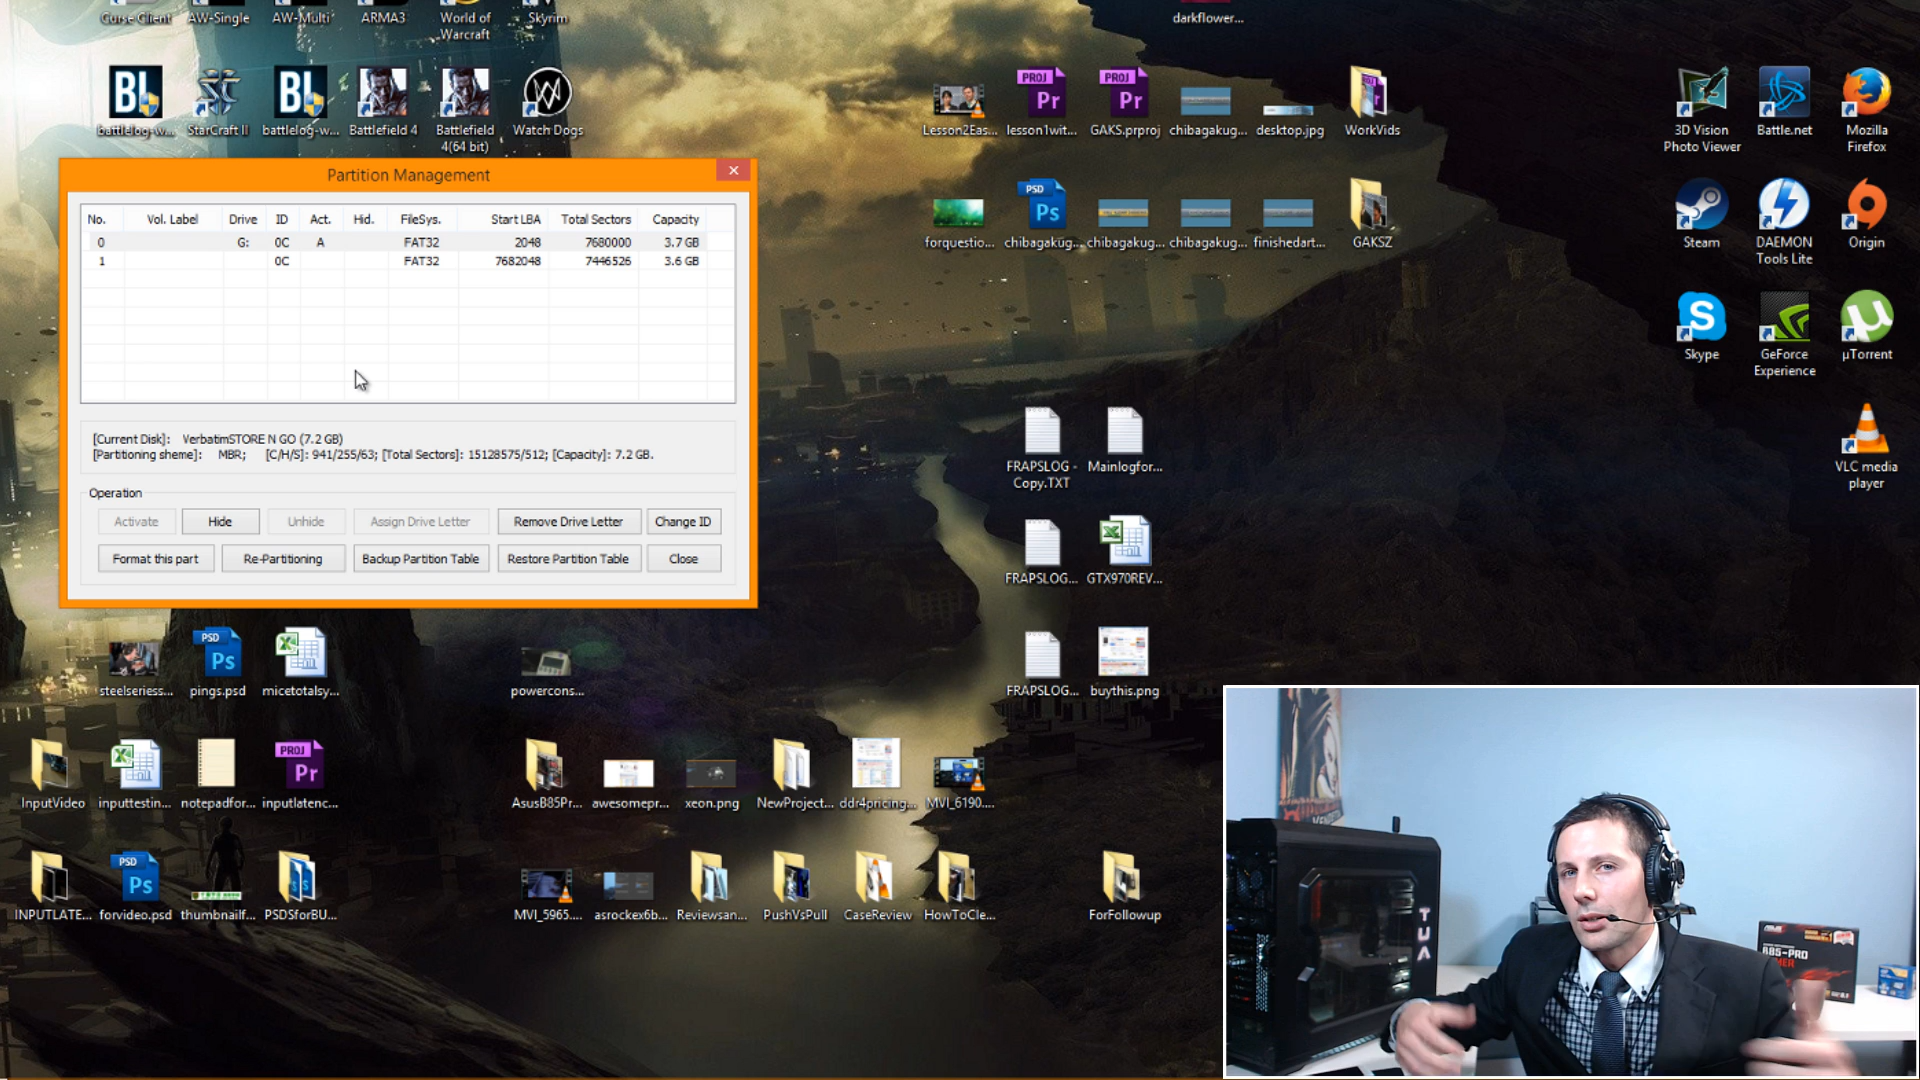 Curse Client
AW-Single
AW-Multi
ARMA3
World of
Warcraft
Skyrim
darkflower...
battlelog-w...
StarCraft II
battlelog-w...
Battlefield 4
Battlefield
4(64 bit)
Watch Dogs
Lesson2Eas...
lesson1wit...
GAKS.prproj
chibagakug...
desktop.jpg
WorkVids
3D Vision
Photo Viewer
Battle.net
Mozilla
Firefox
Partition Management
No. Vol. Label Drive ID Act. Hid. FileSys. Start LBA Total Sectors Capacity
0 G: 0C A FAT32 2048 7680000 3.7 GB
1 0C FAT32 7682048 7446526 3.6 GB
[Current Disk]: VerbatimSTORE N GO (7.2 GB)
[Partitioning sheme]: MBR; [C/H/S]: 941/255/63; [Total Sectors]: 15128575/512; [Capacity]: 7.2 GB.
Operation
Activate Hide Unhide Assign Drive Letter Remove Drive Letter Change ID
Format this part Re-Partitioning Backup Partition Table Restore Partition Table Close
forquestio...
chibagakug...
chibagakug...
chibagakug...
finishedart...
GAKSZ
Steam
DAEMON
Tools Lite
Origin
Skype
GeForce
Experience
µTorrent
FRAPSLOG -
Copy.TXT
Mainlogfor...
VLC media
player
FRAPSLOG...
GTX970REV...
FRAPSLOG...
buythis.png
steelseriess...
pings.psd
micetotalsy...
powercons...
InputVideo
inputtestin...
notepadfor...
inputlatenc...
AsusB85Pr...
awesomepr...
xeon.png
NewProject...
ddr4pricing...
MVI_6190....
INPUTLATE...
forvideo.psd
thumbnailf...
PSDSforBU...
MVI_5965....
asrockex6b...
Reviewsan...
PushVsPull
CaseReview
HowToCle...
ForFollowup
TUA
B85-PRO